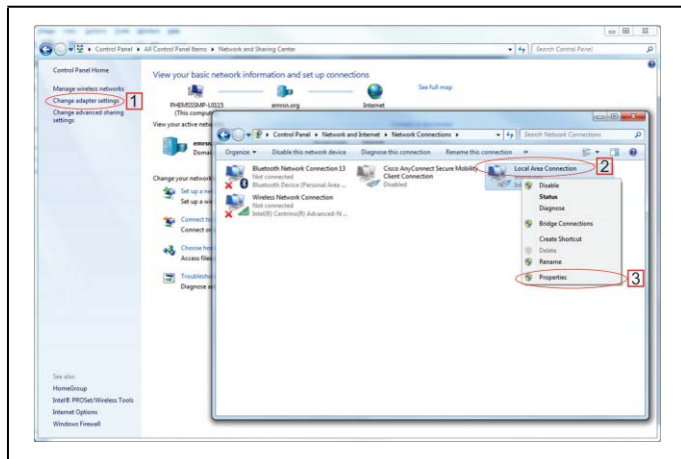 Control Panel ▸ All Control Panel Items ▸ Network and Sharing Center
Search Control Panel
Control Panel Home
Manage wireless networks
Change adapter settings
1
Change advanced sharing
settings
View your basic network information and set up connections
See full map
PHEMSSSMP-L0115
(This computer
emrsn.org
Internet
View your active netw
emrsn
Domai
Change your network
Set up a ne
Set up a wir
Connect to
Connect or
Choose ho
Access files
Troublesho
Diagnose a
See also
HomeGroup
Intel® PROSet/Wireless Tools
Internet Options
Windows Firewall
Control Panel ▸ Network and Internet ▸ Network Connections ▸
Search Network Connections
Organize
Disable this network device
Diagnose this connection
Rename this connection
»
Bluetooth Network Connection 13
Not connected
Bluetooth Device (Personal Area ...
Cisco AnyConnect Secure Mobility
Client Connection
Disabled
Local Area Connection
2
Wireless Network Connection
Not connected
Intel(R) Centrino(R) Advanced-N ...
Disable
Status
Diagnose
Bridge Connections
Create Shortcut
Delete
Rename
Properties
3